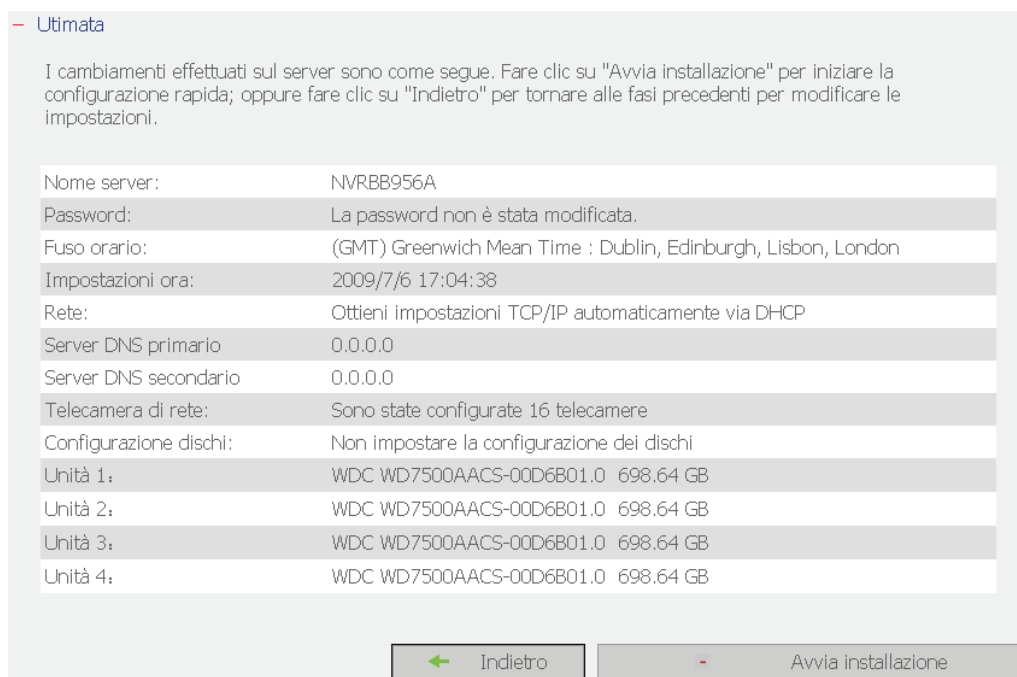 Utimata
I cambiamenti effettuati sul server sono come segue. Fare clic su "Avvia installazione" per iniziare la
configurazione rapida; oppure fare clic su "Indietro" per tornare alle fasi precedenti per modificare le
impostazioni.
Nome server: NVRBB956A
Password: La password non è stata modificata.
Fuso orario: (GMT) Greenwich Mean Time : Dublin, Edinburgh, Lisbon, London
Impostazioni ora: 2009/7/6 17:04:38
Rete: Ottieni impostazioni TCP/IP automaticamente via DHCP
Server DNS primario 0.0.0.0
Server DNS secondario 0.0.0.0
Telecamera di rete: Sono state configurate 16 telecamere
Configurazione dischi: Non impostare la configurazione dei dischi
Unità 1: WDC WD7500AACS-00D6B01.0 698.64 GB
Unità 2: WDC WD7500AACS-00D6B01.0 698.64 GB
Unità 3: WDC WD7500AACS-00D6B01.0 698.64 GB
Unità 4: WDC WD7500AACS-00D6B01.0 698.64 GB
Indietro Avvia installazione